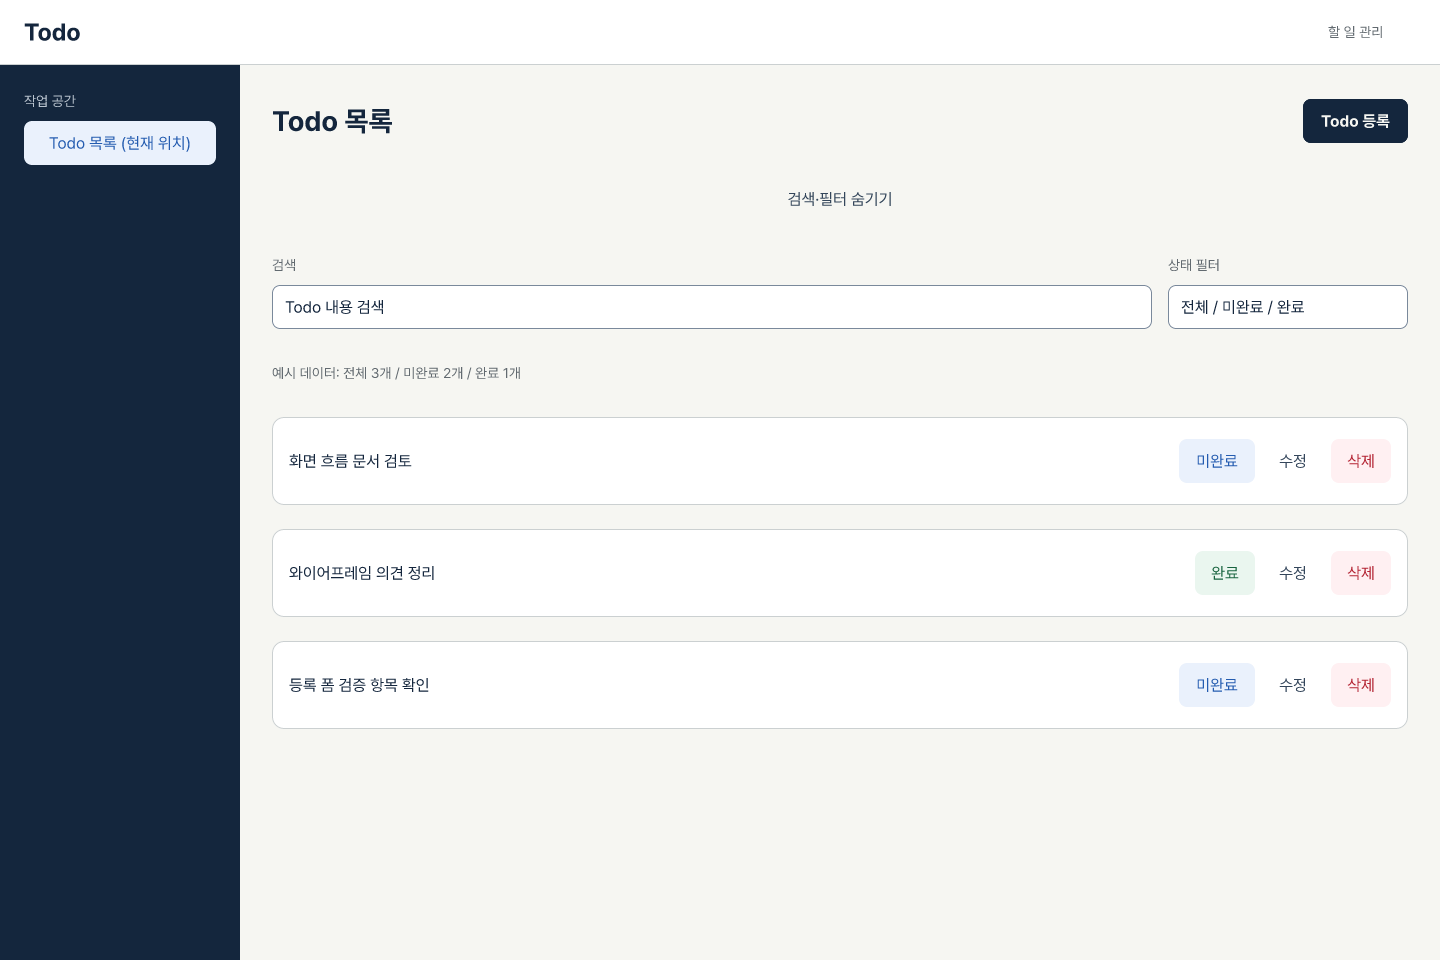 Todo
할 일 관리
작업 공간
Todo 목록 (현재 위치)
Todo 목록
Todo 등록
검색·필터 숨기기
검색
상태 필터
Todo 내용 검색
전체 / 미완료 / 완료
예시 데이터: 전체 3개 / 미완료 2개 / 완료 1개
화면 흐름 문서 검토
미완료
수정
삭제
와이어프레임 의견 정리
완료
수정
삭제
등록 폼 검증 항목 확인
미완료
수정
삭제